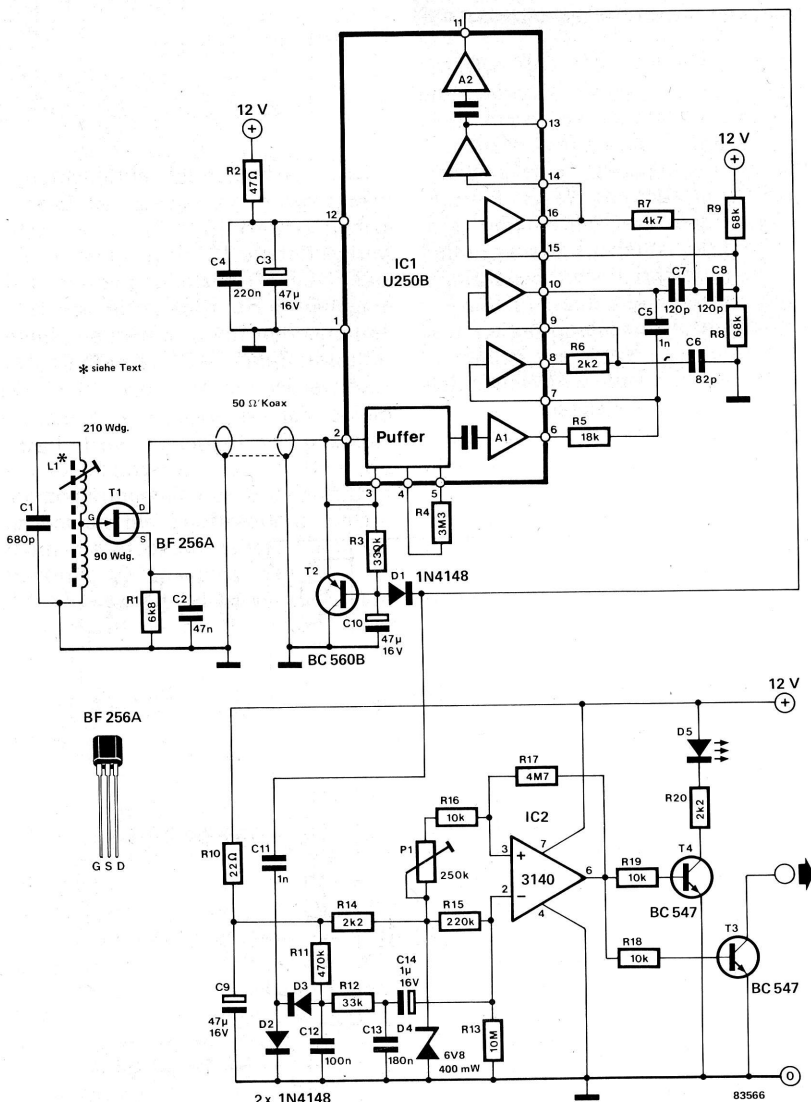 11
A2
12 V
+
13
R2
47Ω
14
12 V
+
12
16
R7
4k7
R9
68k
C4
220n
C3
47µ
16V
IC1
U250B
15
10
C7
120p
C8
120p
1
9
C5
1n
R8
68k
* siehe Text
8
R6
2k2
C6
82p
50 Ω Koax
7
210 Wdg.
L1*
2
Puffer
A1
6
R5
18k
T1
G
D
S
C1
680p
BF 256A
90 Wdg.
3
4
5
R4
3M3
R3
330k
T2
D1
1N4148
R1
6k8
C2
47n
C10
47µ
16V
BC 560B
BF 256A
G S D
12 V
+
D5
R17
4M7
R20
2k2
R16
10k
IC2
R10
22Ω
C11
1n
P1
250k
3
+
7
3140
6
R19
10k
T4
2
−
4
BC 547
R14
2k2
R15
220k
T3
R11
470k
C14
1µ
16V
R18
10k
BC 547
D3
R12
33k
C9
47µ
16V
D2
C12
100n
C13
180n
D4
6V8
400 mW
R13
10M
0
2x 1N4148
83566